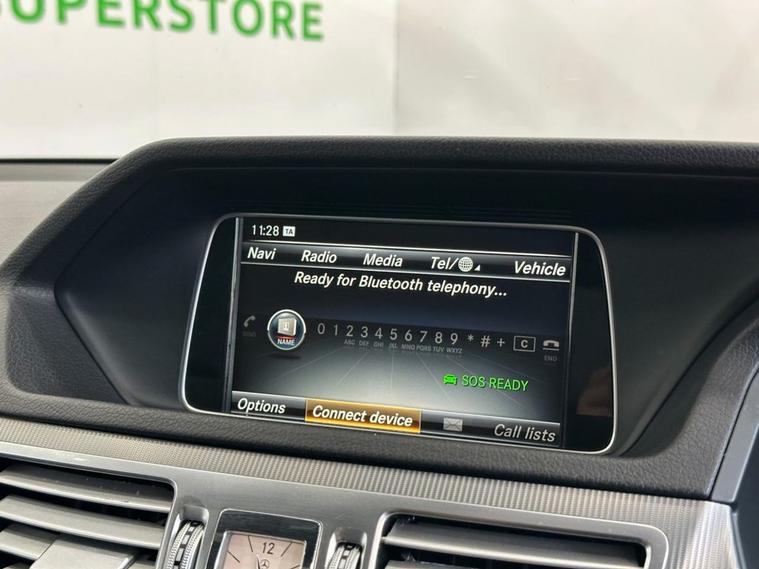 SUPERSTORE
11:28 TA
Navi Radio Media Tel/ Vehicle
Ready for Bluetooth telephony...
SEND NAME 0 1 2 3 4 5 6 7 8 9 * # + C
ABC DEF GHI JKL MNO PQRS TUV WXYZ END
SOS READY
Options Connect device Call lists
12